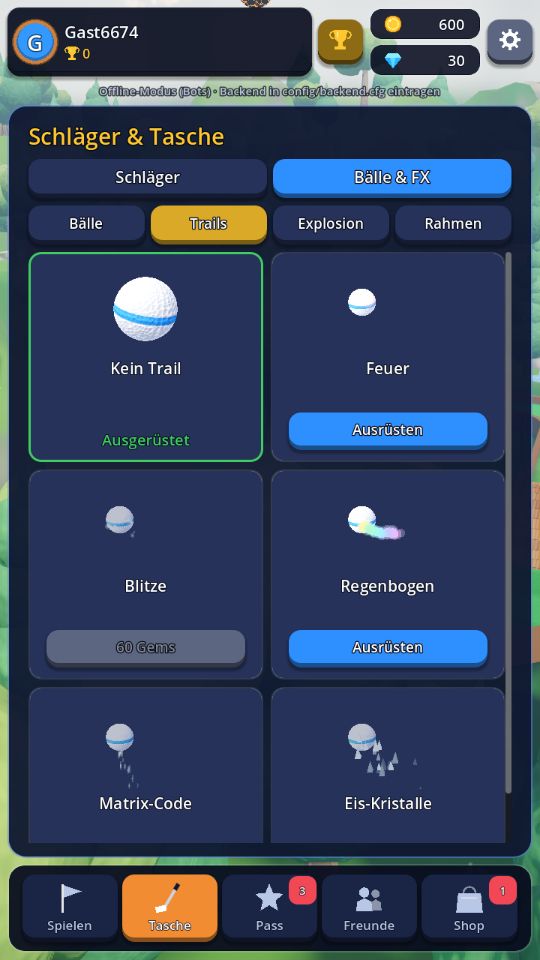 G
Gast6674
0
600
30
Offline-Modus (Bots) · Backend in config/backend.cfg eintragen
Schläger & Tasche
Schläger
Bälle & FX
Bälle
Trails
Explosion
Rahmen
Kein Trail
Ausgerüstet
Feuer
Ausrüsten
Blitze
60 Gems
Regenbogen
Ausrüsten
Matrix-Code
Eis-Kristalle
Spielen
Tasche
3
Pass
Freunde
1
Shop